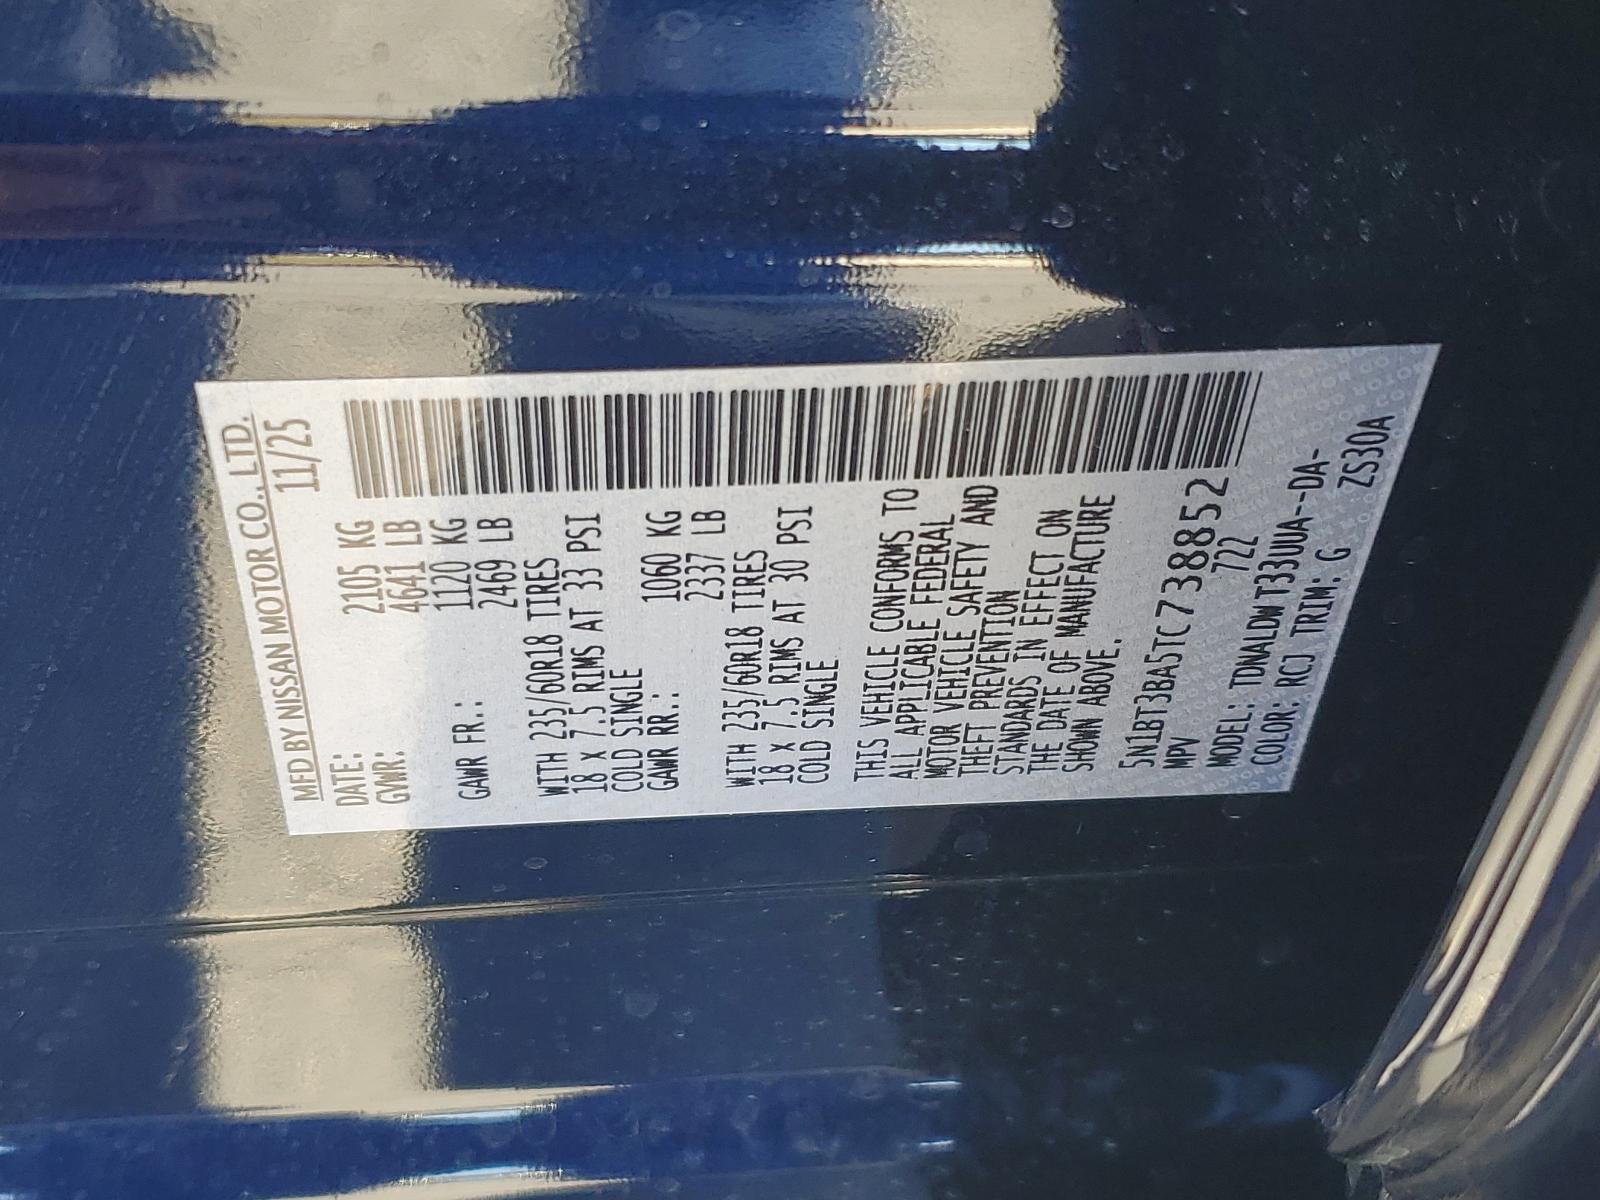 MFD BY NISSAN MOTOR CO., LTD.
DATE: 11/25
GVWR: 2105 KG
4641 LB
GAWR FR.: 1120 KG
2469 LB
WITH 235/60R18 TIRES
18 X 7.5 RIMS AT 33 PSI
COLD SINGLE
GAWR RR.: 1060 KG
2337 LB
WITH 235/60R18 TIRES
18 X 7.5 RIMS AT 30 PSI
COLD SINGLE
THIS VEHICLE CONFORMS TO
ALL APPLICABLE FEDERAL
MOTOR VEHICLE SAFETY AND
THEFT PREVENTION
STANDARDS IN EFFECT ON
THE DATE OF MANUFACTURE
SHOWN ABOVE.
5N1BT3BA5TC738852
MPV 722
MODEL: TDNALDW T33UUA--DA-
COLOR: RCJ TRIM: G ZS30A